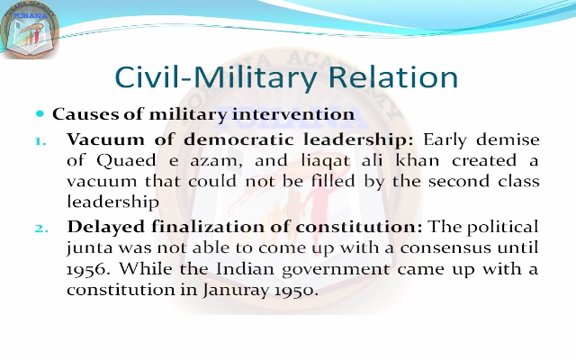 Civil-Military Relation
• Causes of military intervention
1. Vacuum of democratic leadership: Early demise
of Quaed e azam, and liaqat ali khan created a
vacuum that could not be filled by the second class
leadership
2. Delayed finalization of constitution: The political
junta was not able to come up with a consensus until
1956. While the Indian government came up with a
constitution in Januray 1950.